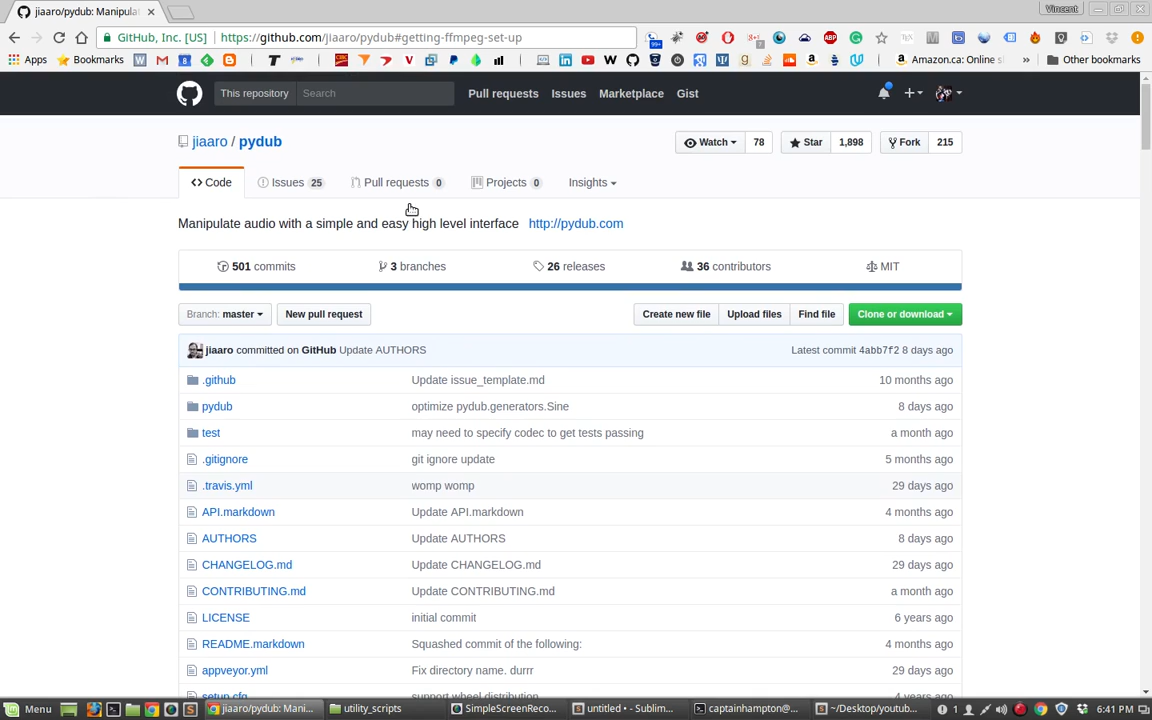 jiaaro/pydub: Manipula
Vincent
GitHub, Inc. [US]
https://github.com/jiaaro/pydub#getting-ffmpeg-set-up
Apps
Bookmarks
Amazon.ca: Online s
»
Other bookmarks
This repository
Search
Pull requests
Issues
Marketplace
Gist
jiaaro / pydub
Watch
78
Star
1,898
Fork
215
Code
Issues 25
Pull requests 0
Projects 0
Insights
Manipulate audio with a simple and easy high level interface http://pydub.com
501 commits
3 branches
26 releases
36 contributors
MIT
Branch: master
New pull request
Create new file
Upload files
Find file
Clone or download
jiaaro committed on GitHub Update AUTHORS
Latest commit 4abb7f2 8 days ago
.github
Update issue_template.md
10 months ago
pydub
optimize pydub.generators.Sine
8 days ago
test
may need to specify codec to get tests passing
a month ago
.gitignore
git ignore update
5 months ago
.travis.yml
womp womp
29 days ago
API.markdown
Update API.markdown
4 months ago
AUTHORS
Update AUTHORS
8 days ago
CHANGELOG.md
Update CHANGELOG.md
29 days ago
CONTRIBUTING.md
Update CONTRIBUTING.md
a month ago
LICENSE
initial commit
6 years ago
README.markdown
Squashed commit of the following:
4 months ago
appveyor.yml
Fix directory name. durrr
29 days ago
setup.cfg
support wheel distribution
4 years ago
Menu
jiaaro/pydub: Mani...
utility_scripts
SimpleScreenReco...
untitled • - Sublim...
captainhampton@...
~/Desktop/youtub...
1
6:41 PM